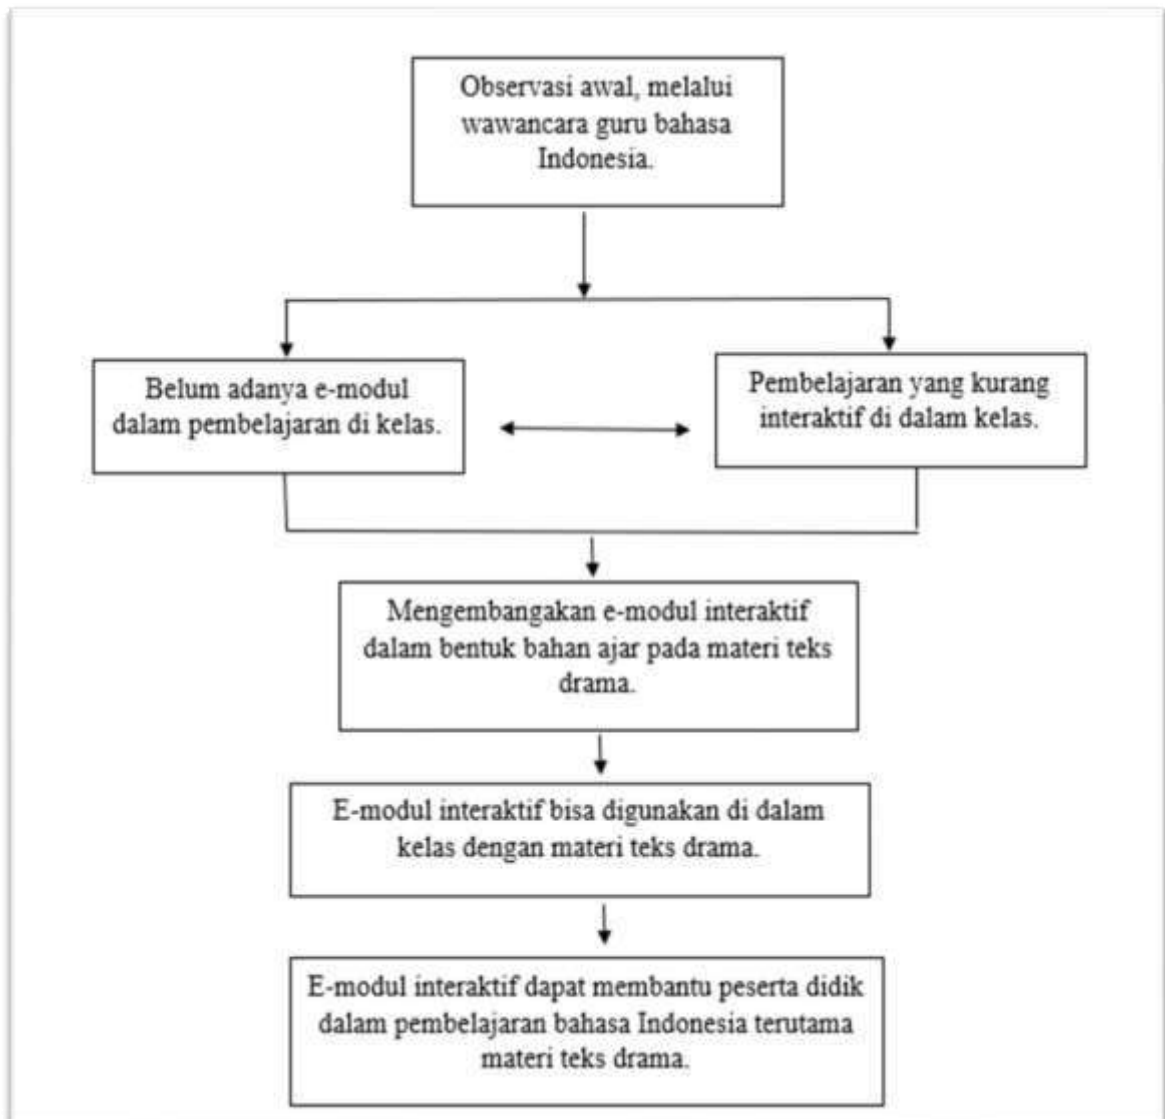 Observasi awal, melalui
wawancara guru bahasa
Indonesia.
Belum adanya e-modul
dalam pembelajaran di kelas.
Pembelajaran yang kurang
interaktif di dalam kelas.
Mengembangakan e-modul interaktif
dalam bentuk bahan ajar pada materi teks
drama.
E-modul interaktif bisa digunakan di dalam
kelas dengan materi teks drama.
E-modul interaktif dapat membantu peserta didik
dalam pembelajaran bahasa Indonesia terutama
materi teks drama.